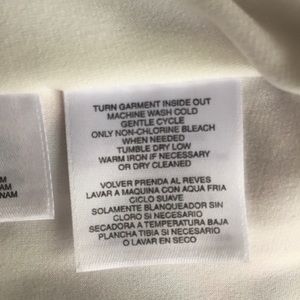 TURN GARMENT INSIDE OUT
MACHINE WASH COLD
GENTLE CYCLE
ONLY NON-CHLORINE BLEACH
WHEN NEEDED
TUMBLE DRY LOW
WARM IRON IF NECESSARY
OR DRY CLEANED
VOLVER PRENDA AL REVES
LAVAR A MAQUINA CON AQUA FRIA
CICLO SUAVE
SOLAMENTE BLANQUEADOR SIN
CLORO SI NECESARIO
SECADORA A TEMPERATURA BAJA
PLANCHA TIBIA SI NECESARIO
O LAVAR EN SECO
M
AM
NAM